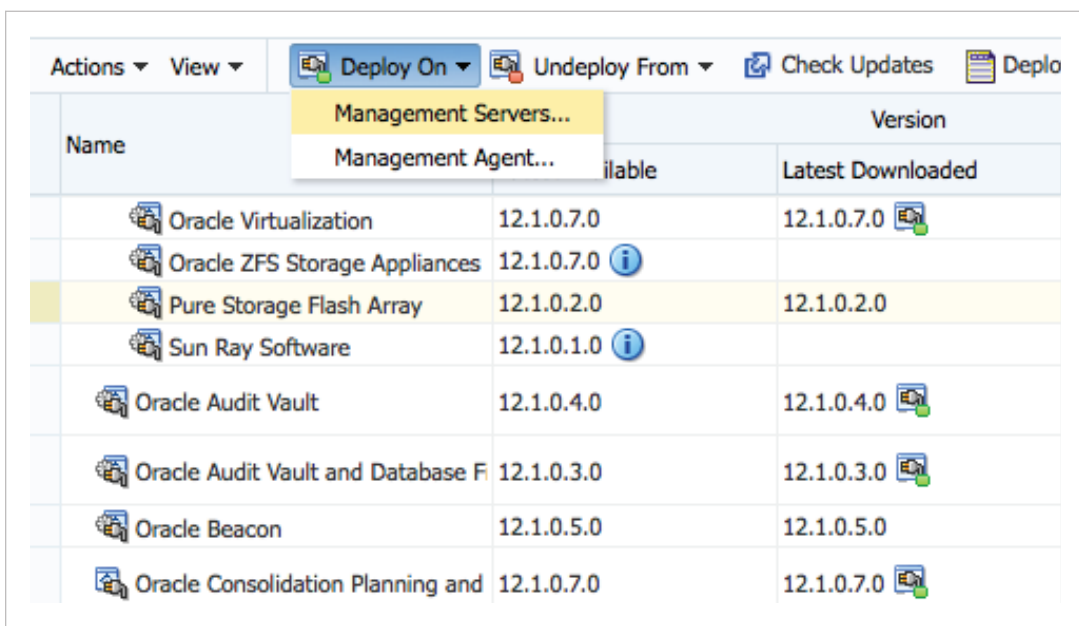 Actions View Deploy On Undeploy From Check Updates Deplo
Management Servers...
Management Agent...
Name Version
ilable Latest Downloaded
Oracle Virtualization 12.1.0.7.0 12.1.0.7.0
Oracle ZFS Storage Appliances 12.1.0.7.0
Pure Storage Flash Array 12.1.0.2.0 12.1.0.2.0
Sun Ray Software 12.1.0.1.0
Oracle Audit Vault 12.1.0.4.0 12.1.0.4.0
Oracle Audit Vault and Database Fi 12.1.0.3.0 12.1.0.3.0
Oracle Beacon 12.1.0.5.0 12.1.0.5.0
Oracle Consolidation Planning and 12.1.0.7.0 12.1.0.7.0